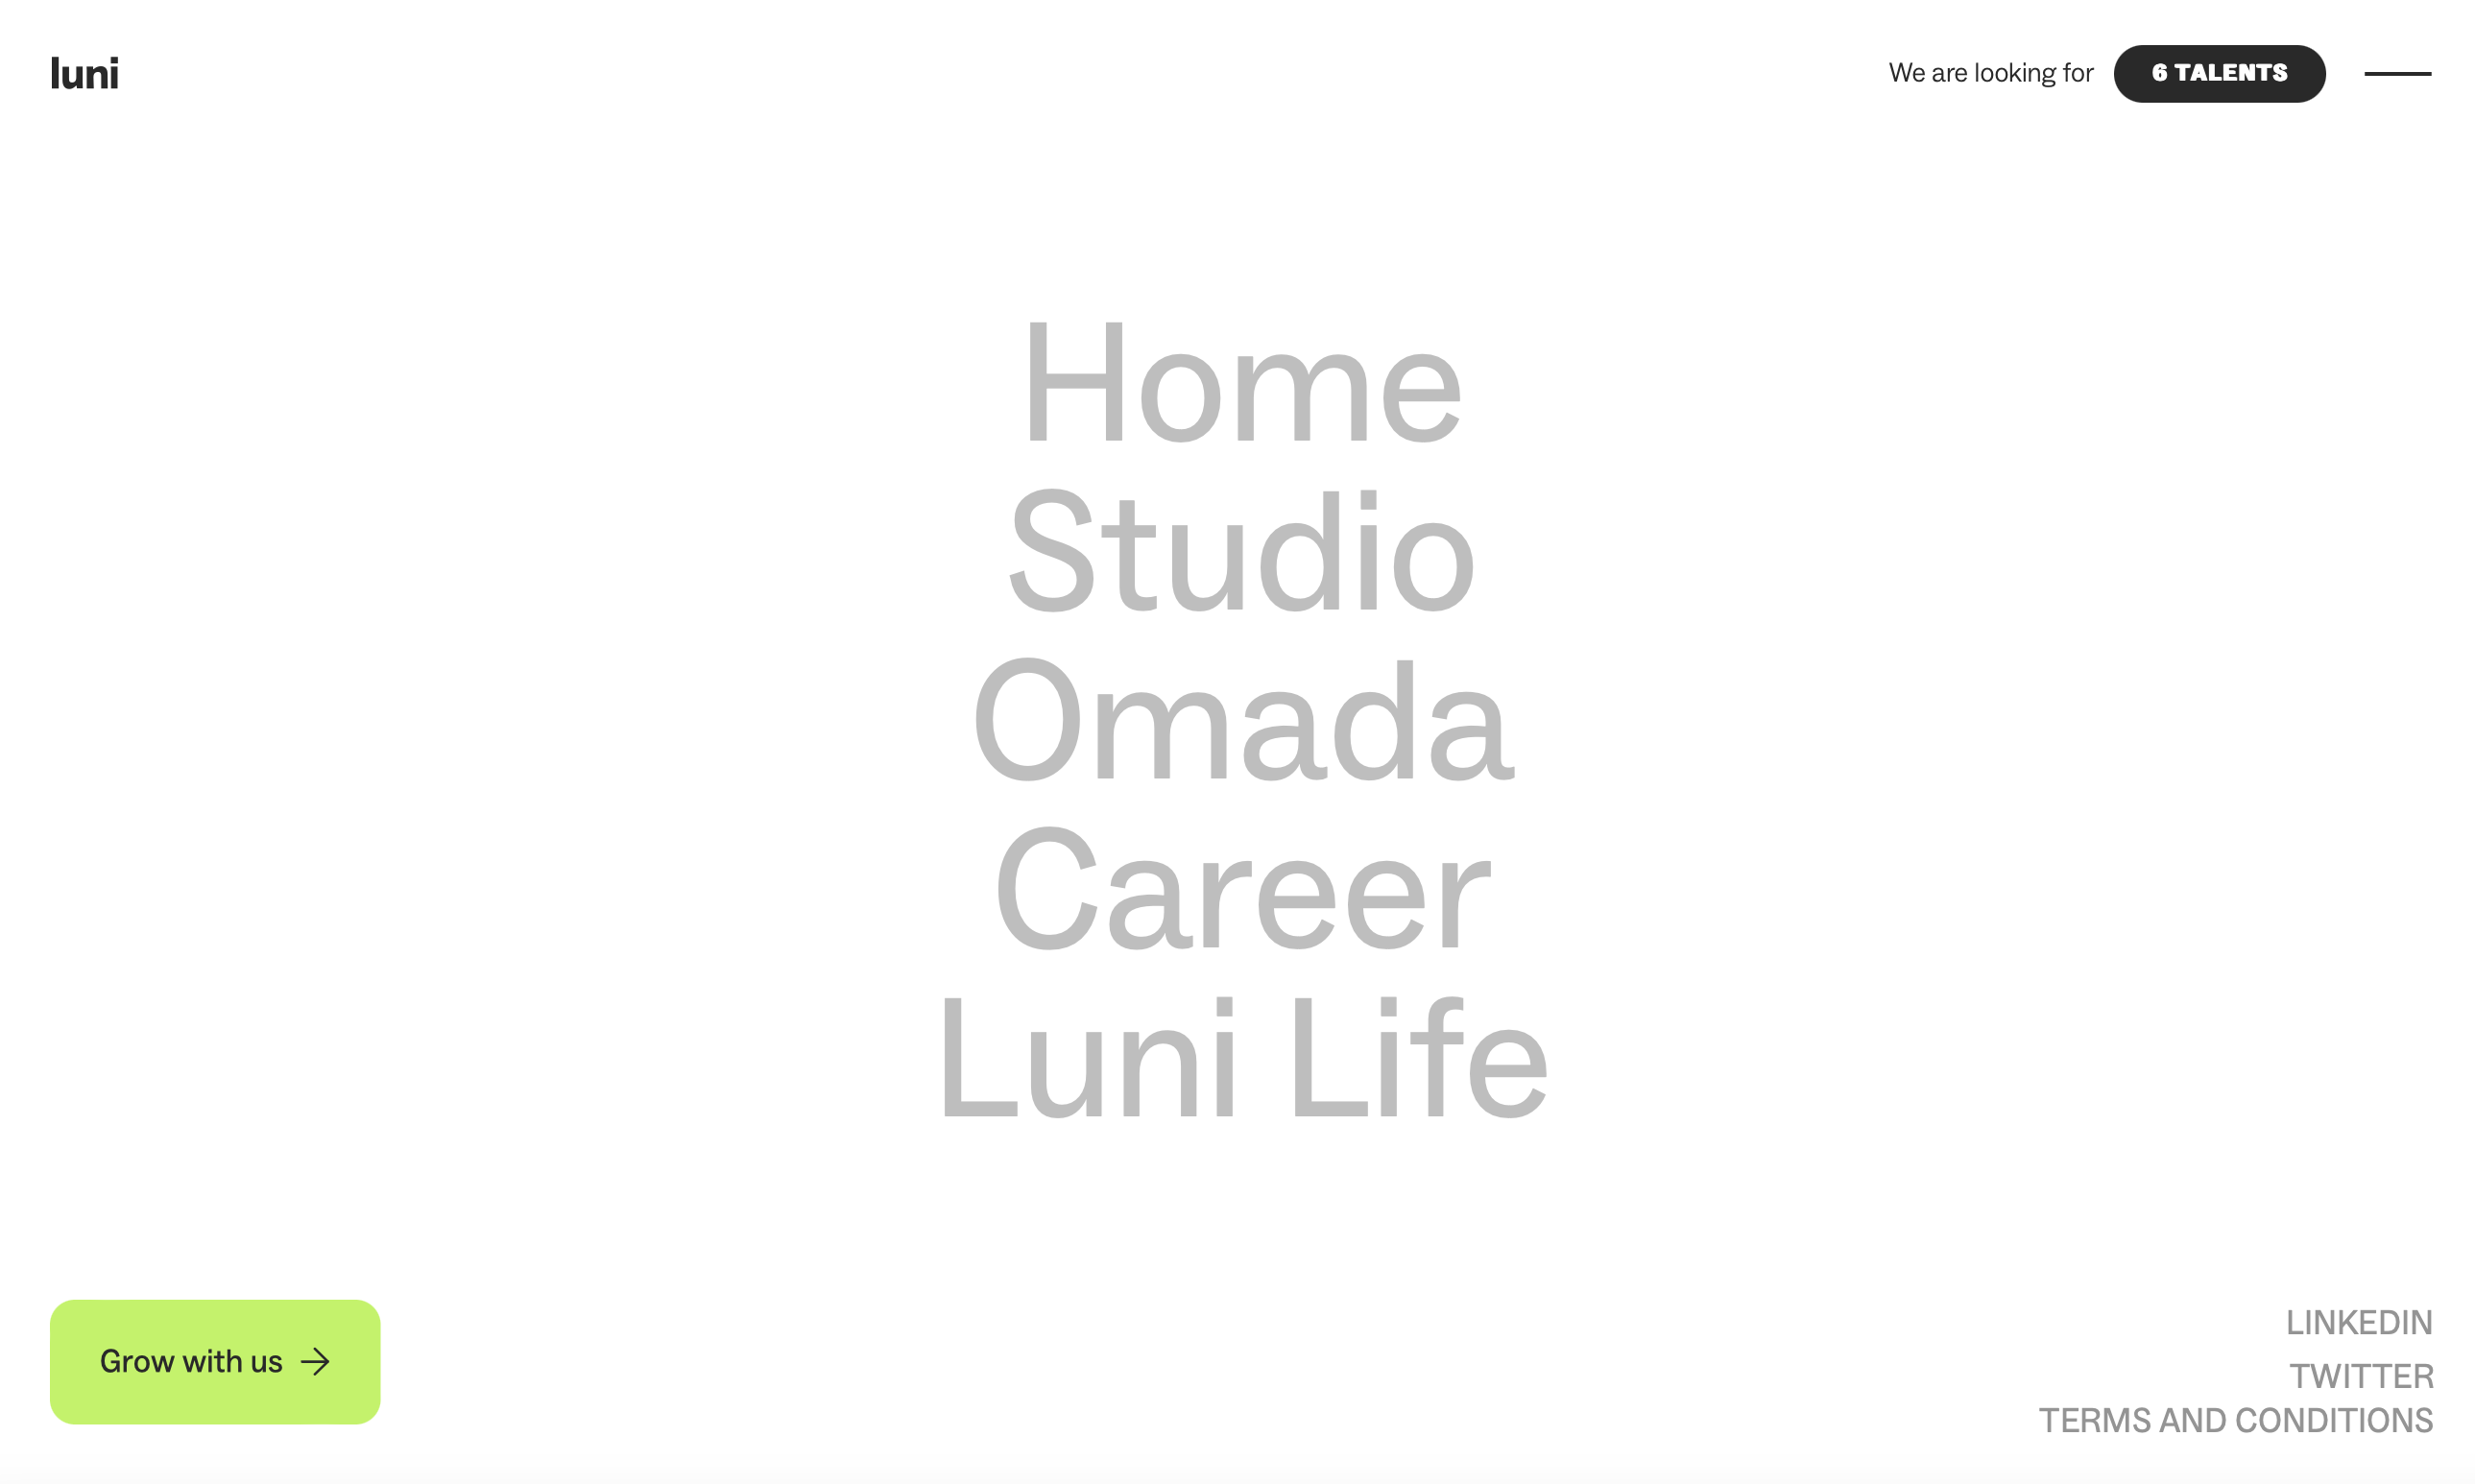 luni
We are looking for 6 TALENTS
Home
Studio
Omada
Career
Luni Life
Grow with us
LINKEDIN
TWITTER
TERMS AND CONDITIONS